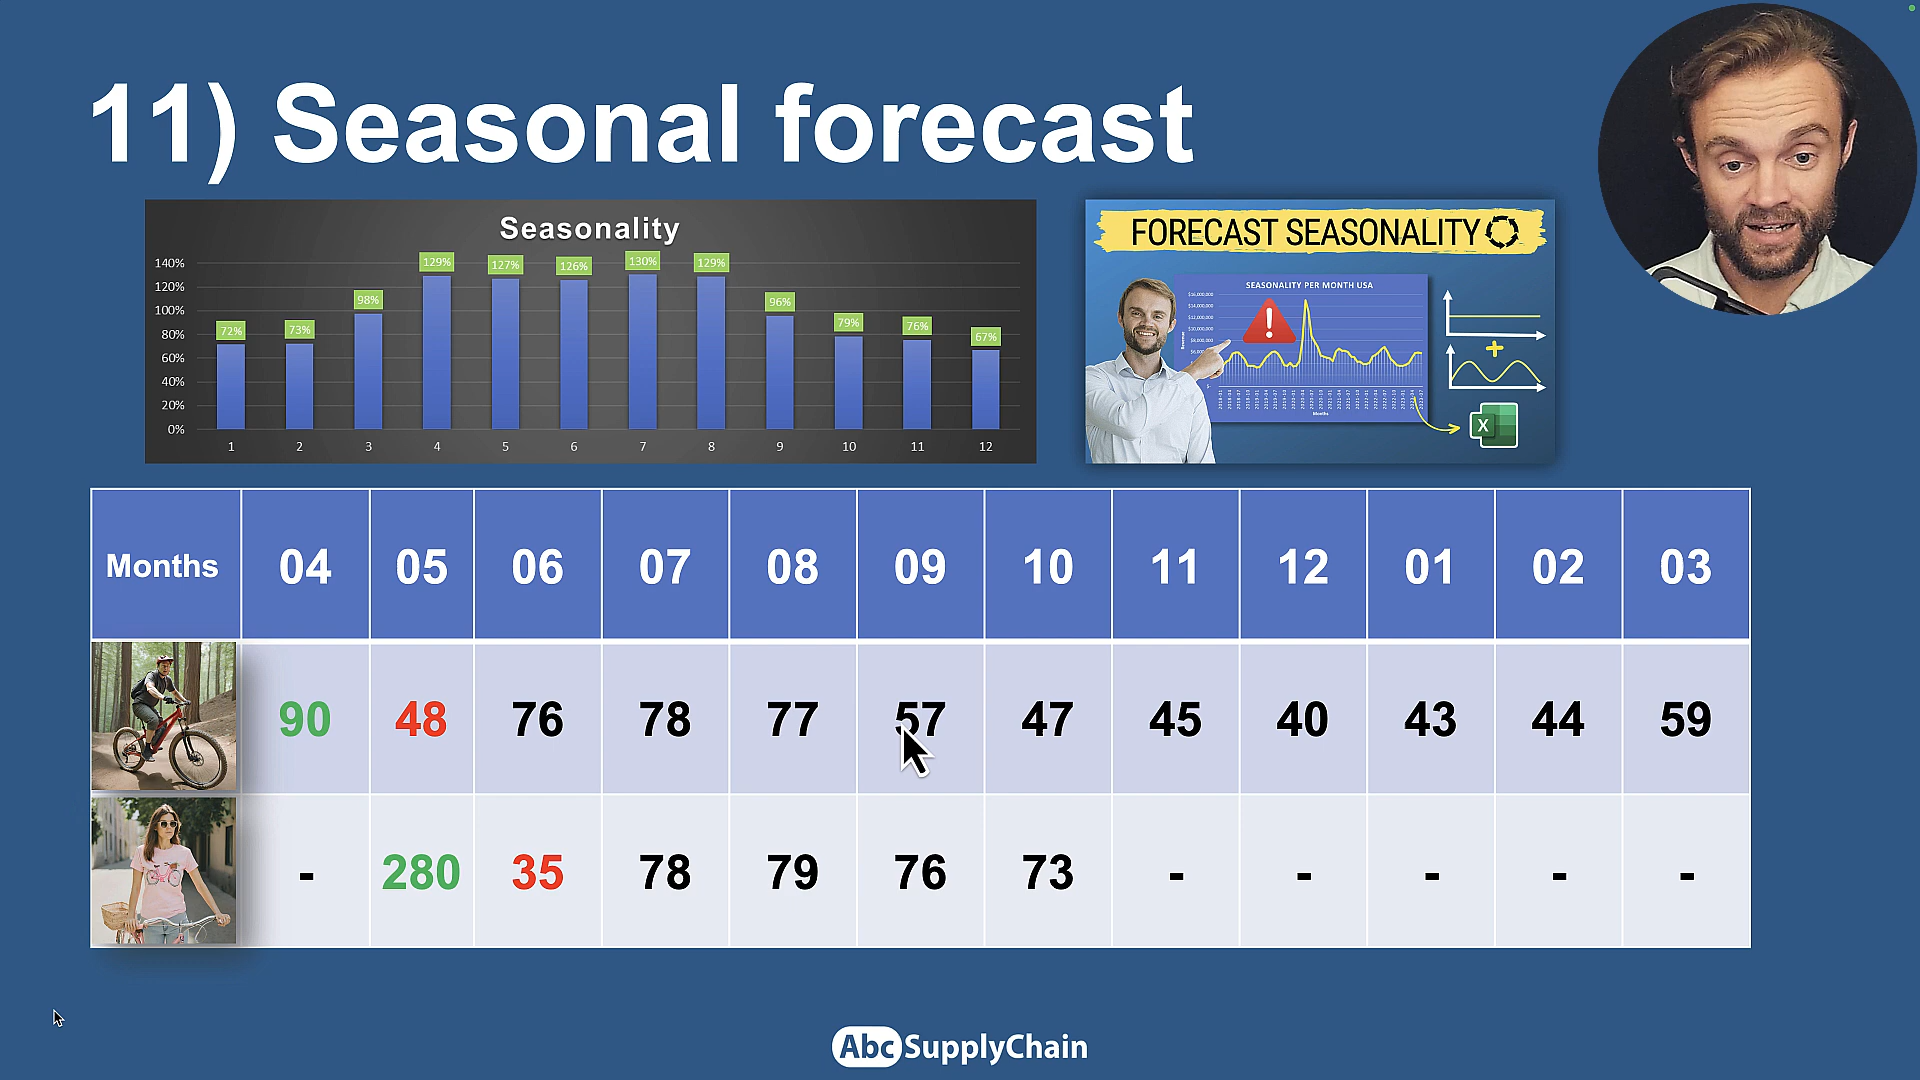 11) Seasonal forecast
Seasonality
140%
120%
100%
80%
60%
40%
20%
0%
72% 73% 98% 129% 127% 126% 130% 129% 96% 79% 76% 67%
1 2 3 4 5 6 7 8 9 10 11 12
FORECAST SEASONALITY
SEASONALITY PER MONTH USA
Months
X
Months 04 05 06 07 08 09 10 11 12 01 02 03
90 48 76 78 77 57 47 45 40 43 44 59
- 280 35 78 79 76 73 - - - - -
Abc SupplyChain